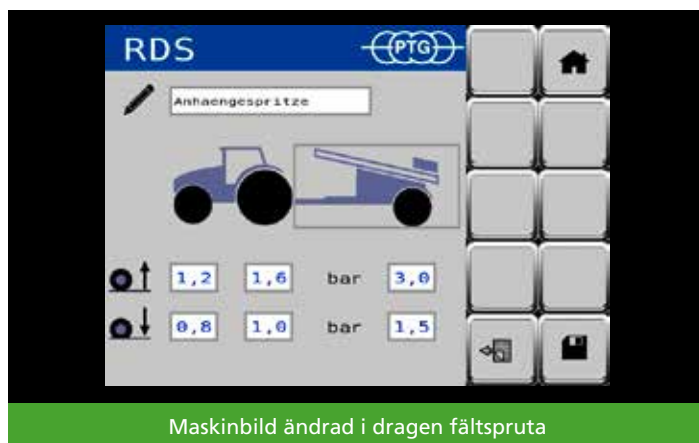 RDS PTG
Anhaengespritze
1,2 1,6 bar 3,0
0,8 1,0 bar 1,5
Maskinbild ändrad i dragen fältspruta